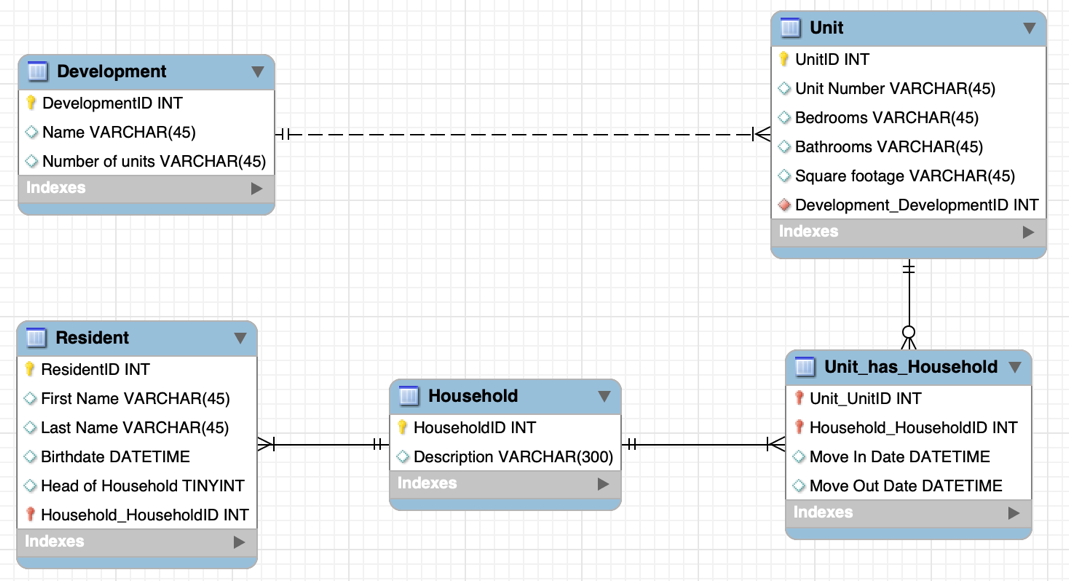 Development
DevelopmentID INT
Name VARCHAR(45)
Number of units VARCHAR(45)
Indexes
Unit
UnitID INT
Unit Number VARCHAR(45)
Bedrooms VARCHAR(45)
Bathrooms VARCHAR(45)
Square footage VARCHAR(45)
Development_DevelopmentID INT
Indexes
Resident
ResidentID INT
First Name VARCHAR(45)
Last Name VARCHAR(45)
Birthdate DATETIME
Head of Household TINYINT
Household_HouseholdID INT
Indexes
Household
HouseholdID INT
Description VARCHAR(300)
Indexes
Unit_has_Household
Unit_UnitID INT
Household_HouseholdID INT
Move In Date DATETIME
Move Out Date DATETIME
Indexes